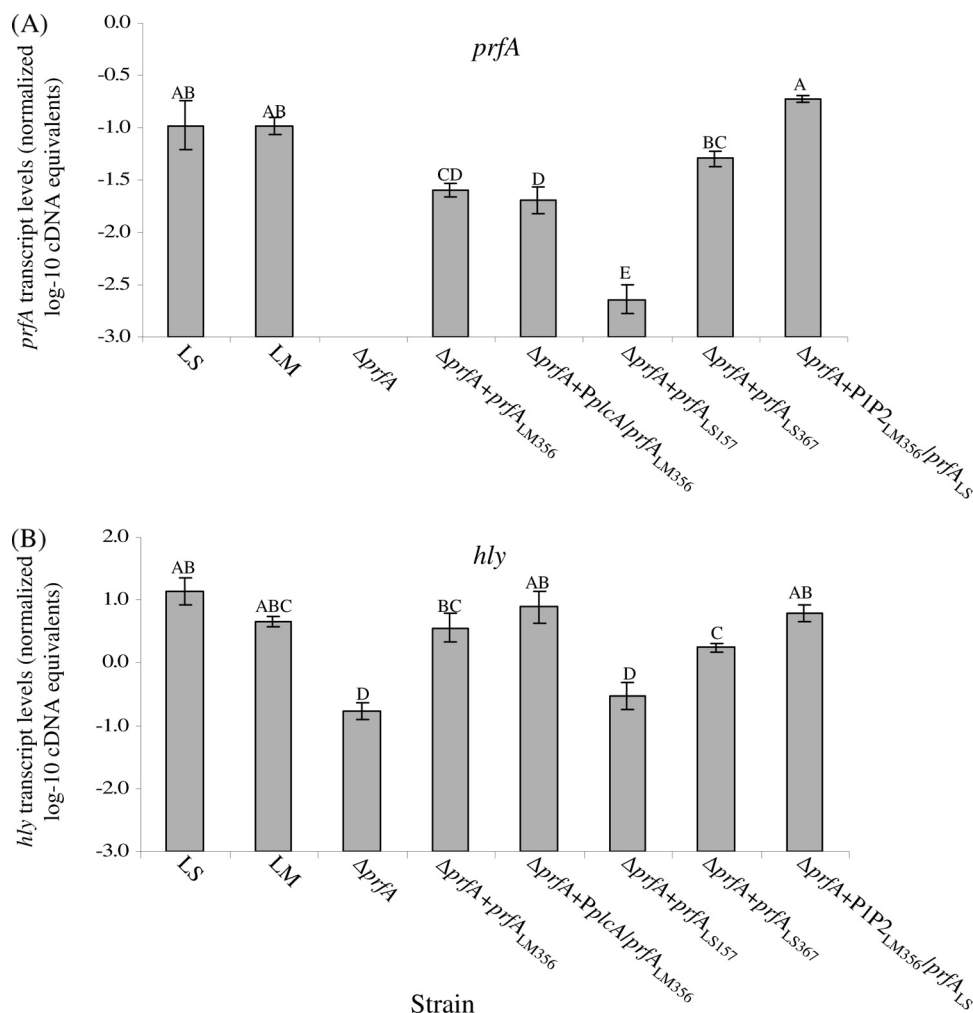 (A)
prfA
prfA transcript levels (normalized
log-10 cDNA equivalents)
0.0
-0.5
-1.0
-1.5
-2.0
-2.5
-3.0
AB
AB
CD
D
E
BC
A
LS
LM
ΔprfA
ΔprfA+prfALM356
ΔprfA+PplcA/prfALM356
ΔprfA+prfALS157
ΔprfA+prfALS367
ΔprfA+P1P2LM356/prfALS
(B)
hly
hly transcript levels (normalized
log-10 cDNA equivalents)
2.0
1.0
0.0
-1.0
-2.0
-3.0
AB
ABC
D
BC
AB
D
C
AB
LS
LM
ΔprfA
ΔprfA+prfALM356
ΔprfA+PplcA/prfALM356
ΔprfA+prfALS157
ΔprfA+prfALS367
ΔprfA+P1P2LM356/prfALS
Strain